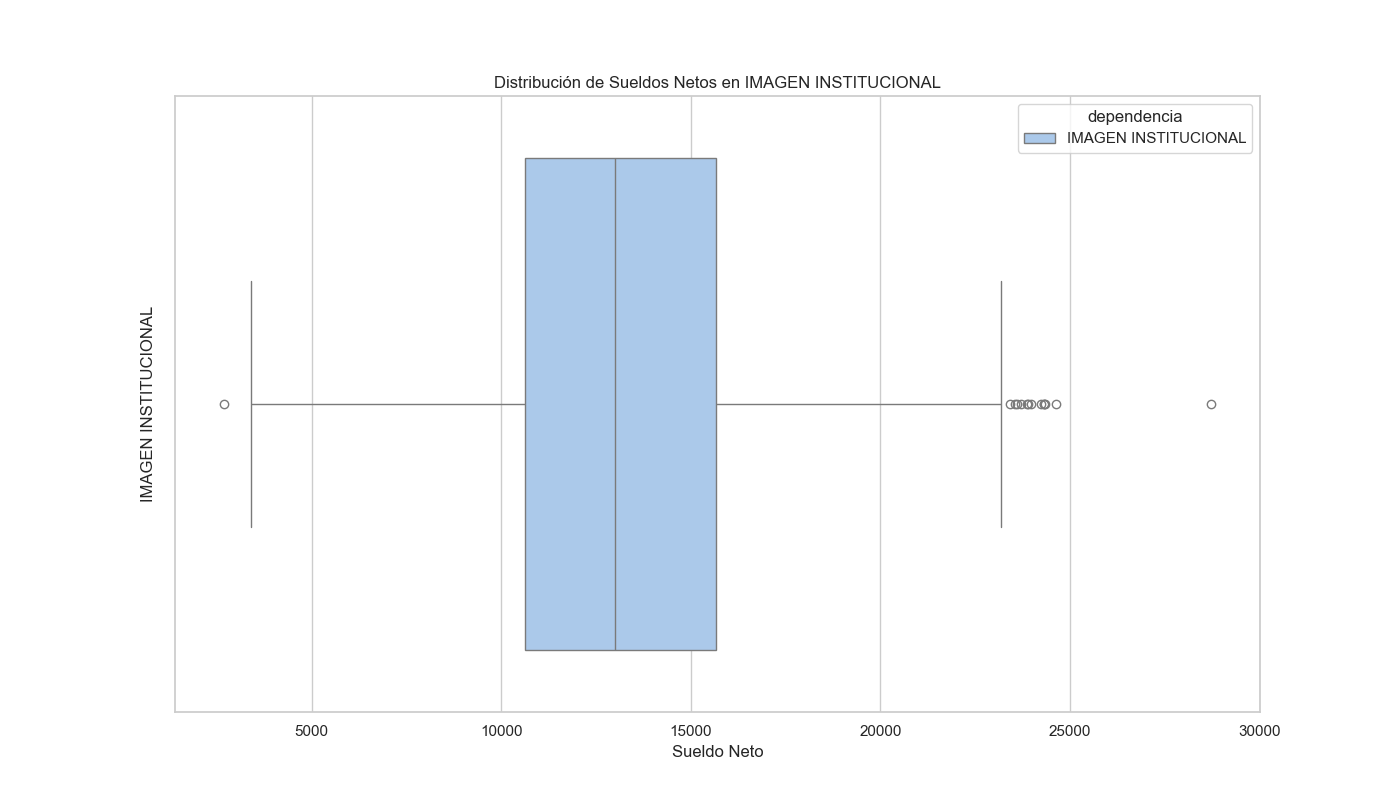 Distribución de Sueldos Netos en IMAGEN INSTITUCIONAL
dependencia
IMAGEN INSTITUCIONAL
IMAGEN INSTITUCIONAL
5000
10000
15000
20000
25000
30000
Sueldo Neto